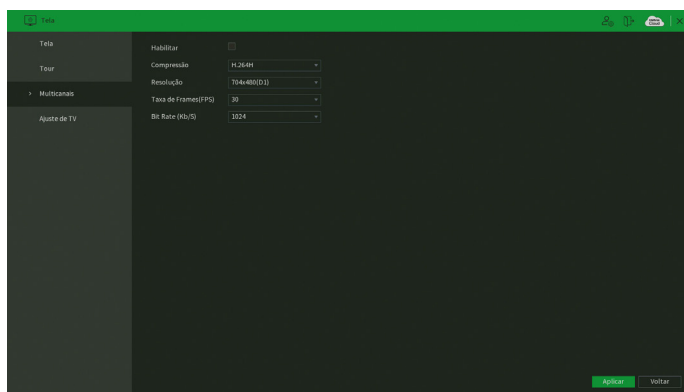 Tela
Cloud
Tela
Tour
Multicanais
Ajuste de TV
Habilitar
Compressão
H.264H
Resolução
704x480(D1)
Taxa de Frames(FPS)
30
Bit Rate (Kb/S)
1024
Aplicar
Voltar